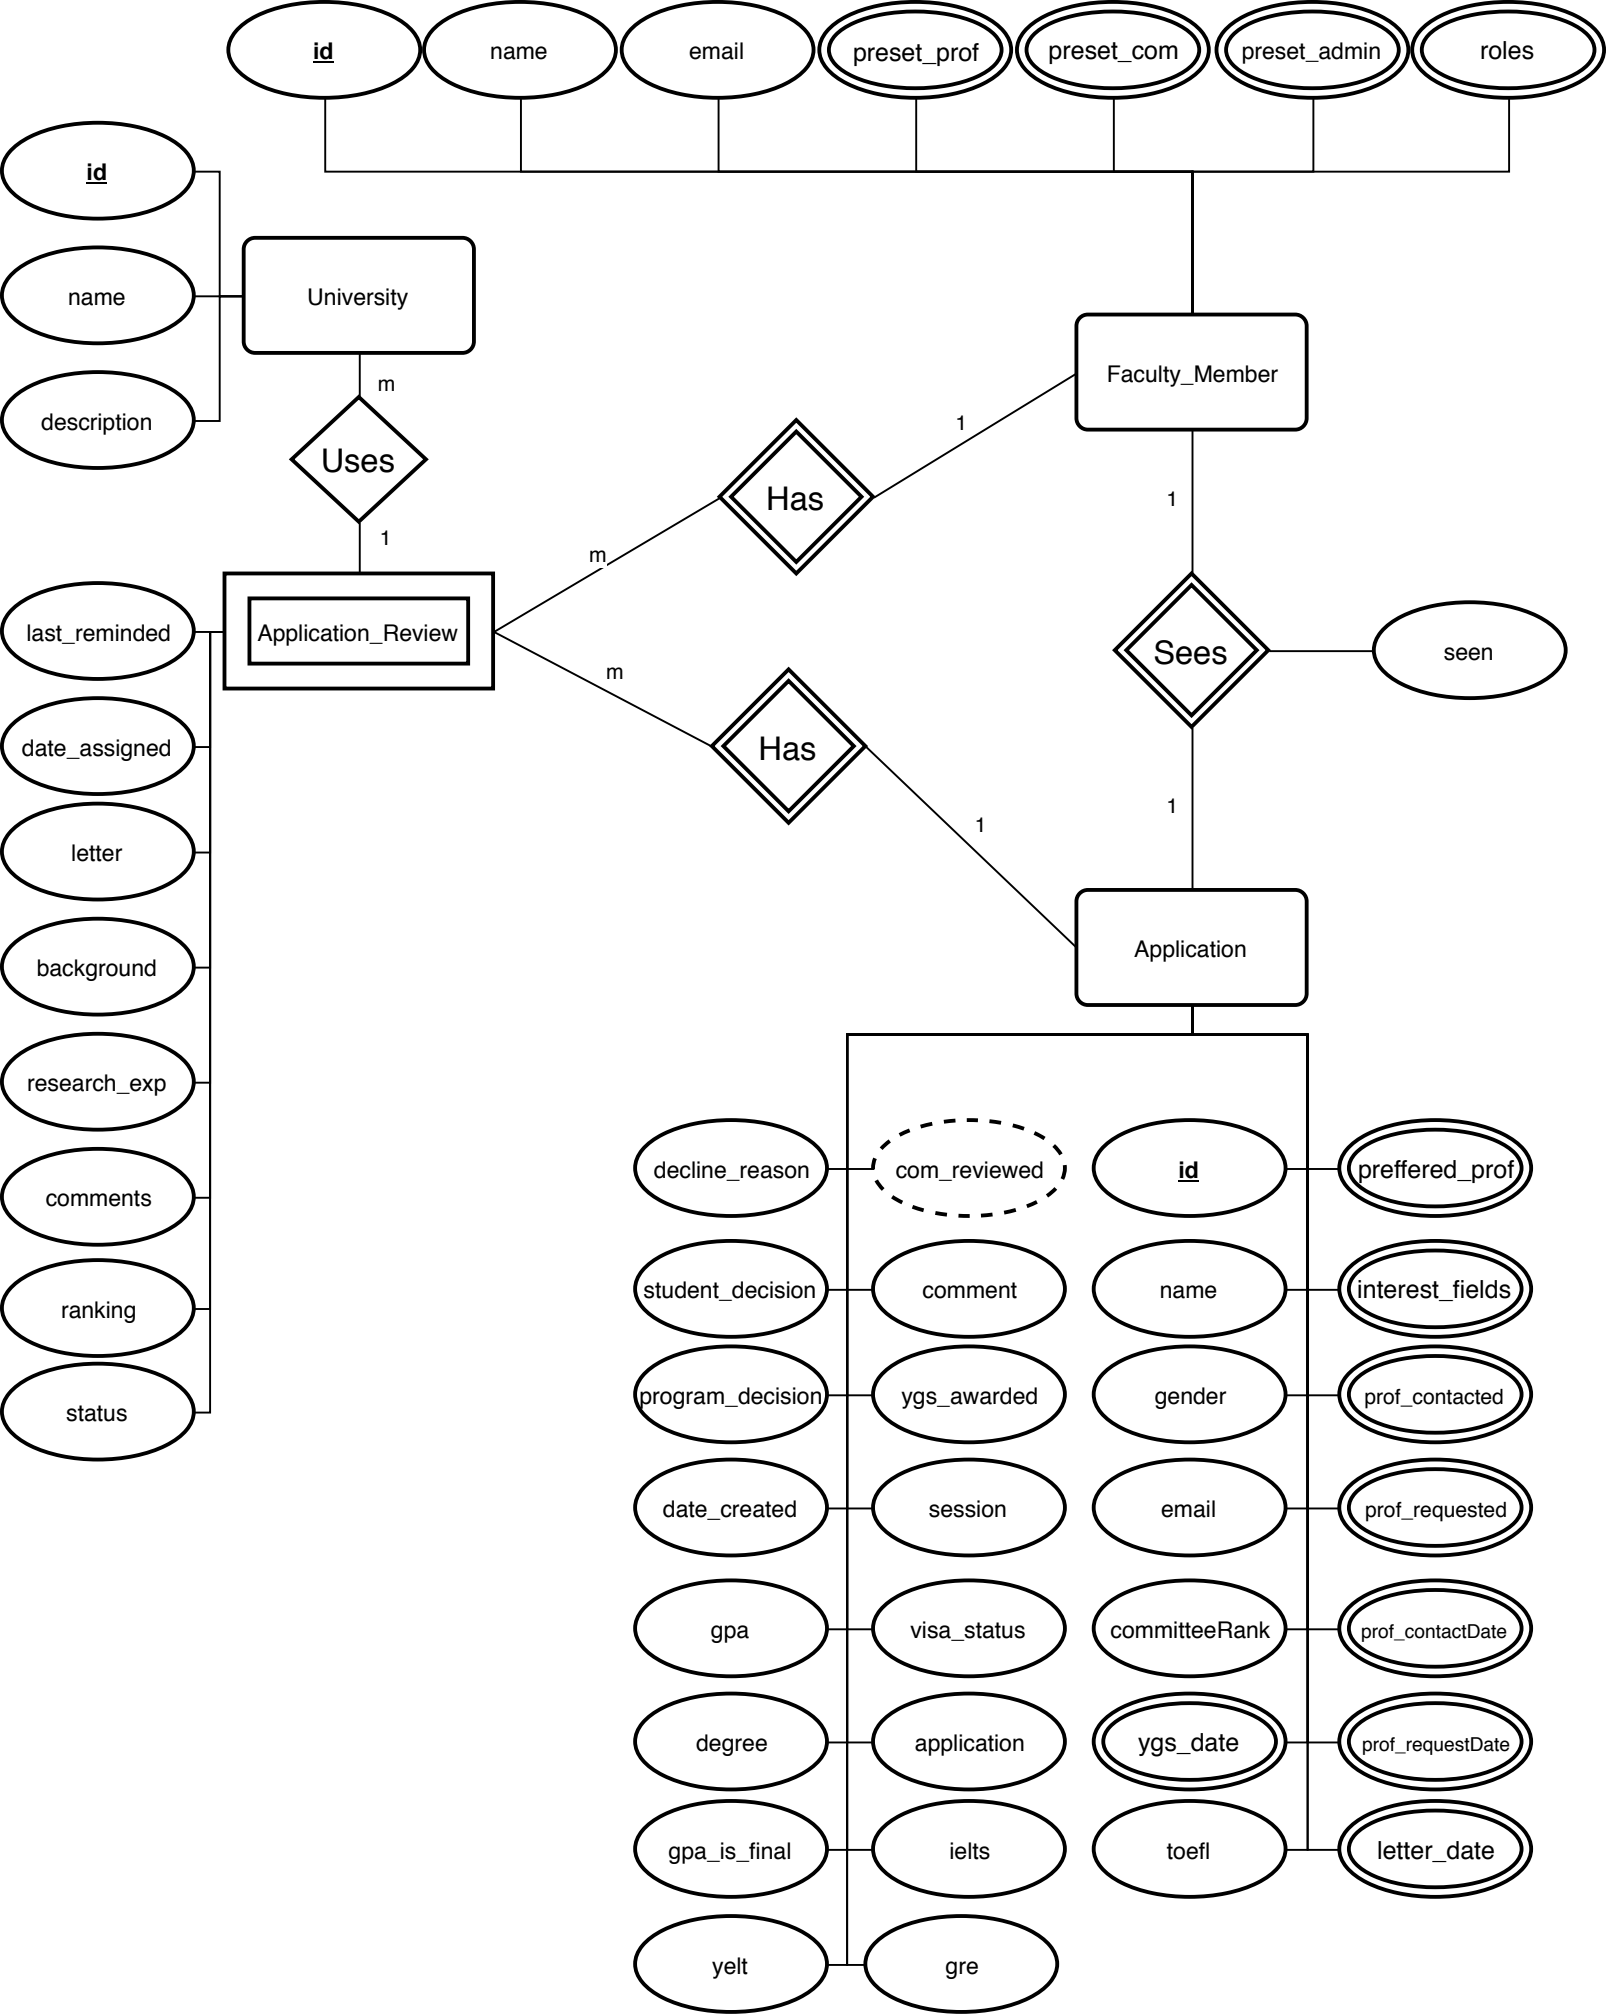 id
name
email
preset_prof
preset_com
preset_admin
roles
id
name
description
University
m
Uses
1
Faculty_Member
1
Has
m
1
Sees
seen
1
Application_Review
m
Has
1
Application
last_reminded
date_assigned
letter
background
research_exp
comments
ranking
status
decline_reason
com_reviewed
id
preffered_prof
student_decision
comment
name
interest_fields
program_decision
ygs_awarded
gender
prof_contacted
date_created
session
email
prof_requested
gpa
visa_status
committeeRank
prof_contactDate
degree
application
ygs_date
prof_requestDate
gpa_is_final
ielts
toefl
letter_date
yelt
gre